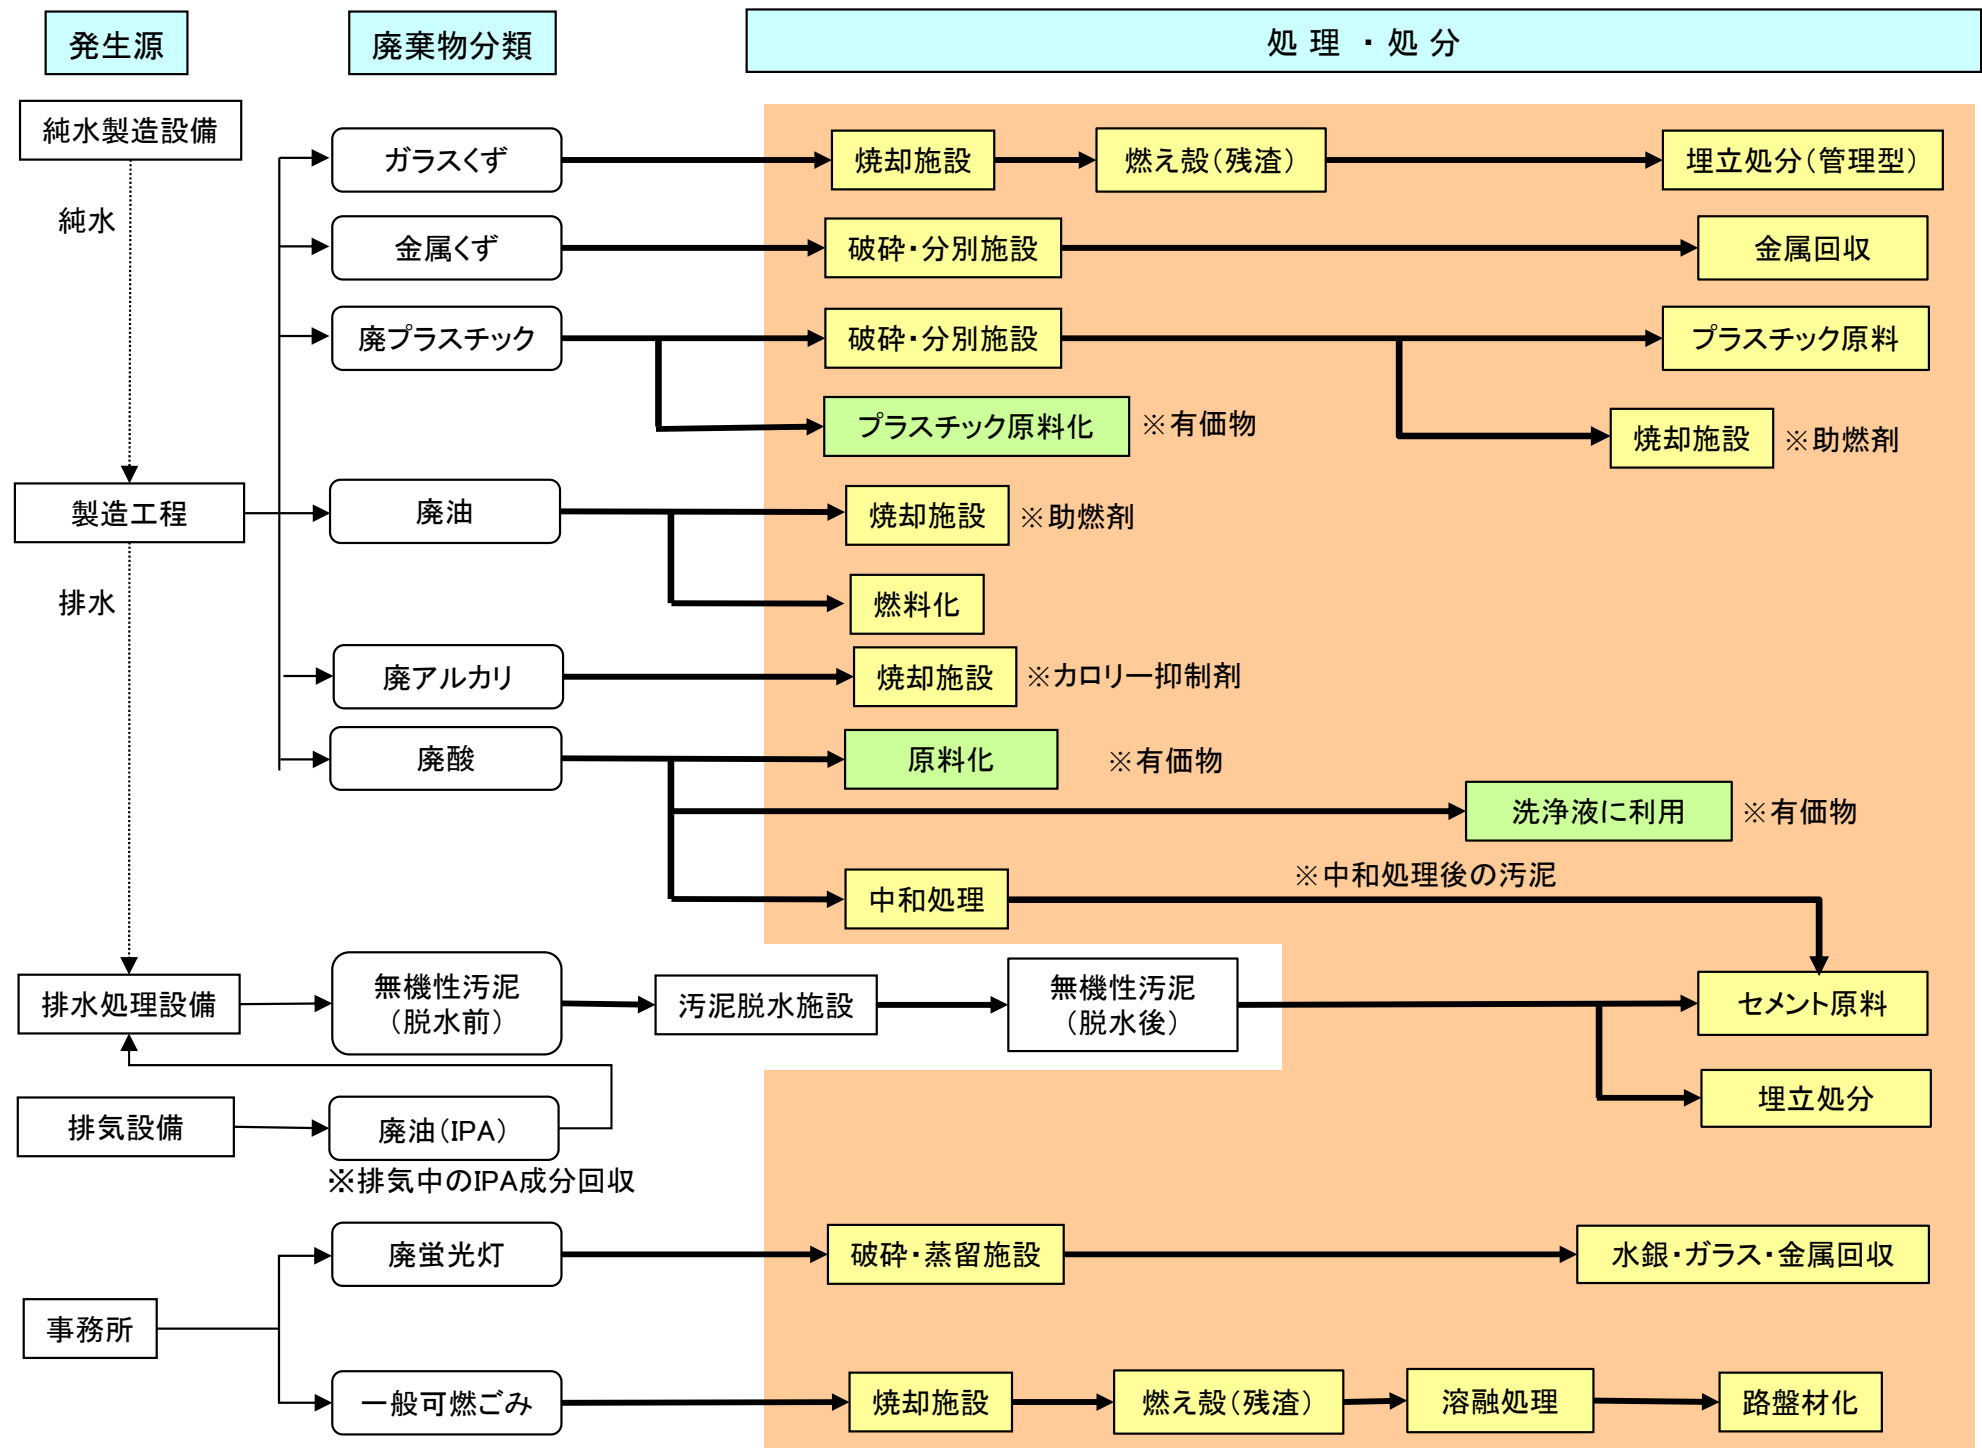 発生源
廃棄物分類
処 理 ・ 処 分
純水製造設備
純水
ガラスくず
焼却施設
燃え殻（残渣）
埋立処分（管理型）
金属くず
破砕・分別施設
金属回収
廃プラスチック
破砕・分別施設
プラスチック原料
プラスチック原料化
※有価物
焼却施設
※助燃剤
製造工程
廃油
焼却施設
※助燃剤
排水
燃料化
廃アルカリ
焼却施設
※カロリー抑制剤
廃酸
原料化
※有価物
洗浄液に利用
※有価物
中和処理
※中和処理後の汚泥
排水処理設備
無機性汚泥
（脱水前）
汚泥脱水施設
無機性汚泥
（脱水後）
セメント原料
埋立処分
排気設備
廃油（IPA）
※排気中のIPA成分回収
廃蛍光灯
破砕・蒸留施設
水銀・ガラス・金属回収
事務所
一般可燃ごみ
焼却施設
燃え殻（残渣）
溶融処理
路盤材化